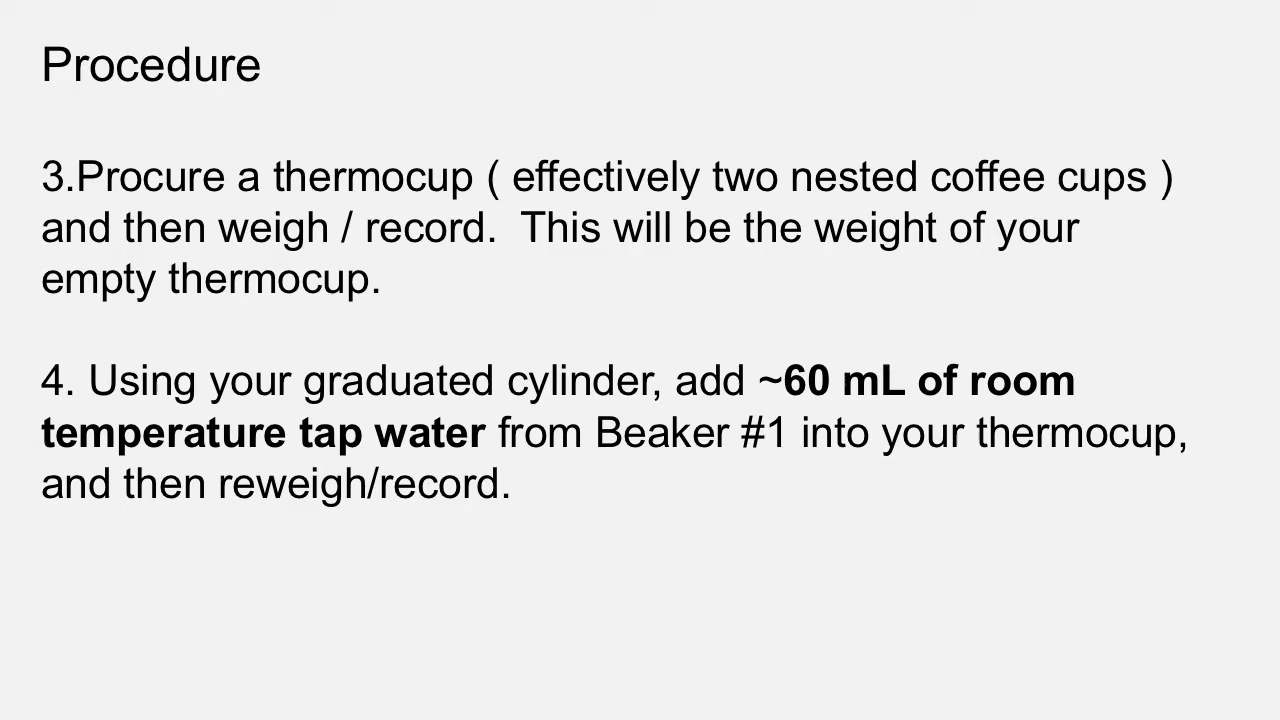 Procedure
3.Procure a thermocup ( effectively two nested coffee cups )
and then weigh / record.  This will be the weight of your
empty thermocup.
4. Using your graduated cylinder, add ~60 mL of room
temperature tap water from Beaker #1 into your thermocup,
and then reweigh/record.